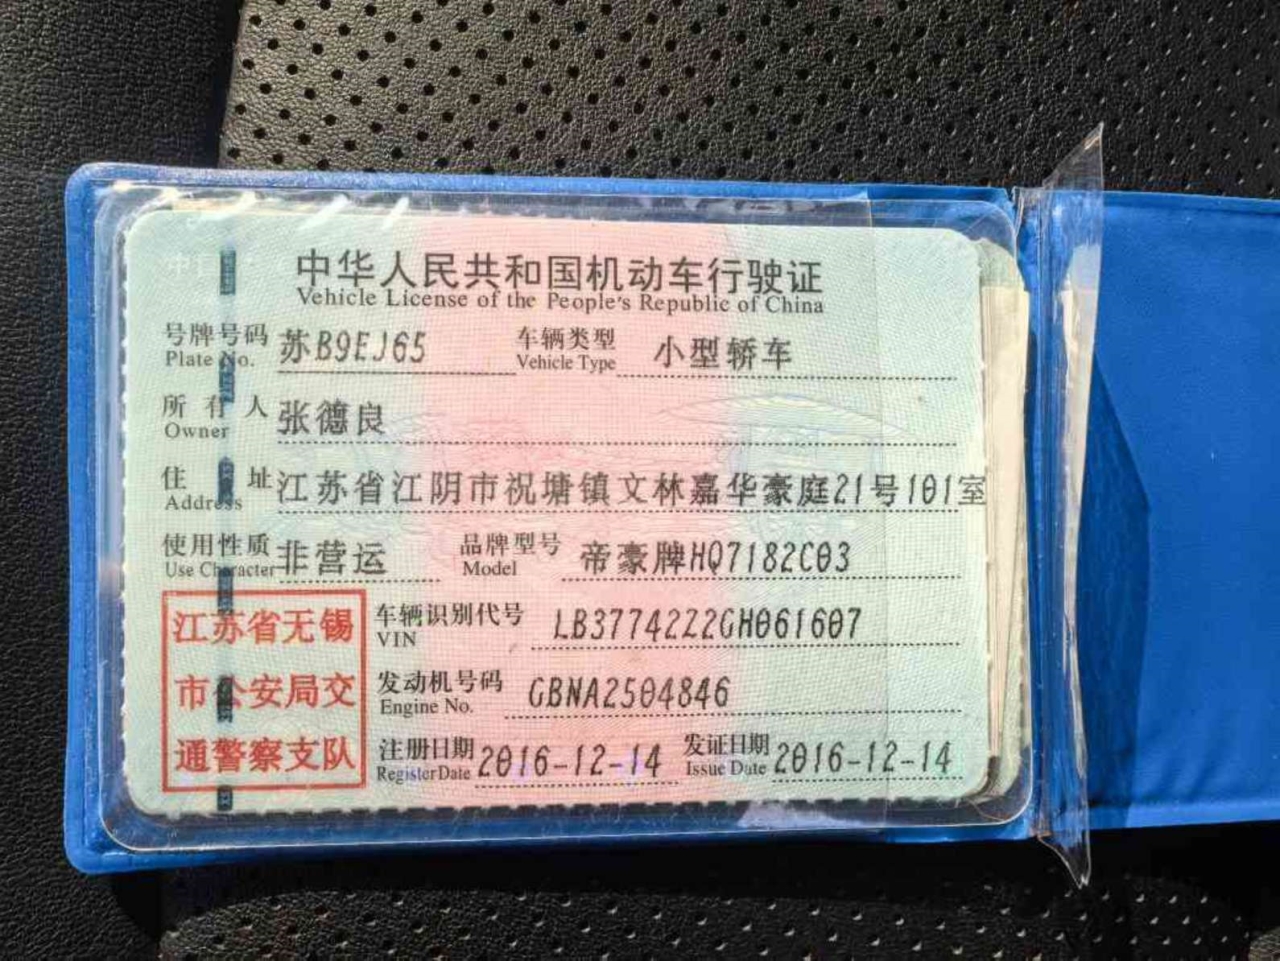 中华人民共和国机动车行驶证
Vehicle License of the People's Republic of China
号牌号码 苏B9EJ65 车辆类型 小型轿车
Plate No. Vehicle Type
所有人 张德良
Owner
住址 江苏省江阴市祝塘镇文林嘉华豪庭21号101室
Address
使用性质 非营运 品牌型号 帝豪牌HQ7182C03
Use Character Model
江苏省无锡
市公安局交
通警察支队
车辆识别代号 LB37742Z2GH061607
VIN
发动机号码 GBNA2504846
Engine No.
注册日期 2016-12-14 发证日期 2016-12-14
Register Date Issue Date